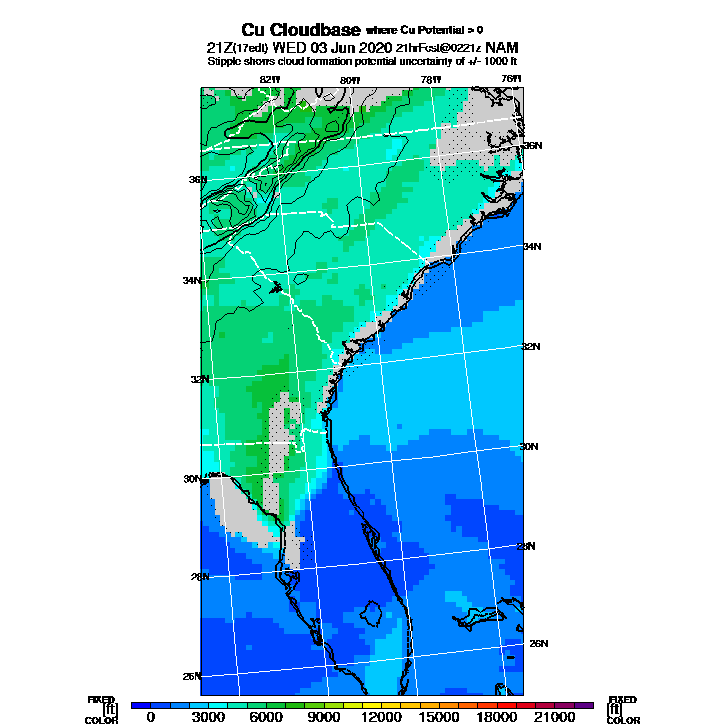 Cu Cloudbase where Cu Potential > 0
21Z(17edt) WED 03 Jun 2020 21hrFcst@0221z NAM
Stipple shows cloud formation potential uncertainty of +/- 1000 ft
82W 80W 78W 76W
36N
36N
34N
34N
32N
32N
30N
30N
28N
28N
26N
26N
FIXED FIXED
[ft] [ft]
COLOR COLOR
0 3000 6000 9000 12000 15000 18000 21000